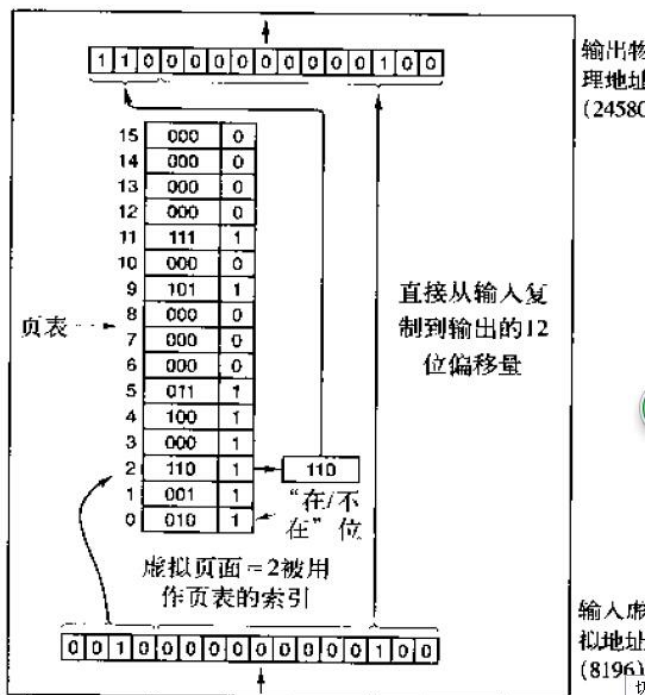 1 1 0 0 0 0 0 0 0 0 0 0 1 0 0
输出物
理地址
(24580
15 000 0
14 000 0
13 000 0
12 000 0
11 111 1
10 000 0
9 101 1
8 000 0
7 000 0
6 000 0
5 011 1
4 100 1
3 000 1
2 110 1 110
1 001 1
0 010 1
页表
直接从输入复
制到输出的12
位偏移量
“在/不
在”位
虚拟页面=2被用
作页表的索引
0 0 1 0 0 0 0 0 0 0 0 0 0 1 0 0
输入虚
拟地址
(8196)